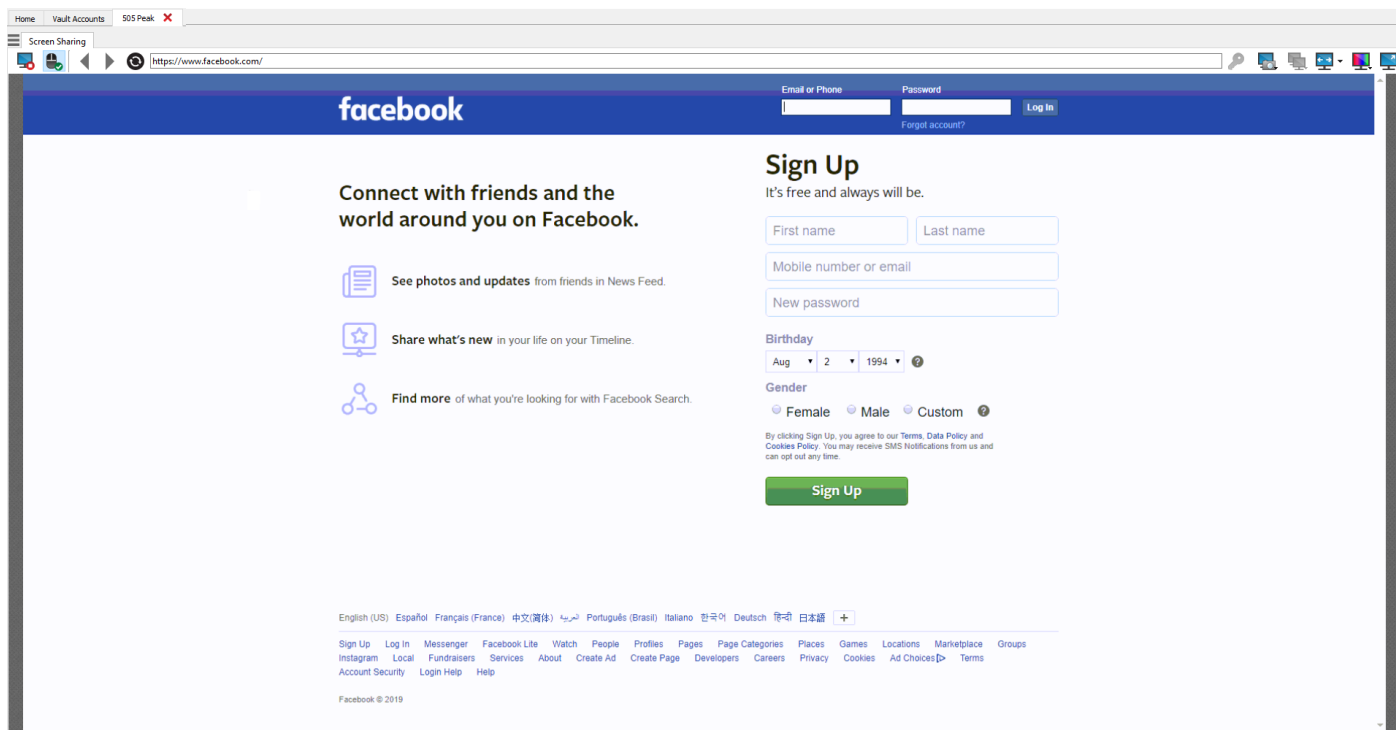 Home Vault Accounts 505 Peak
Screen Sharing
https://www.facebook.com/
facebook
Email or Phone Password
Log In
Forgot account?
Connect with friends and the
world around you on Facebook.
See photos and updates from friends in News Feed.
Share what's new in your life on your Timeline.
Find more of what you're looking for with Facebook Search.
Sign Up
It's free and always will be.
First name Last name
Mobile number or email
New password
Birthday
Aug 2 1994 ?
Gender
Female Male Custom ?
By clicking Sign Up, you agree to our Terms, Data Policy and
Cookies Policy. You may receive SMS Notifications from us and
can opt out any time.
Sign Up
English (US) Español Français (France) 中文(简体) العربية Português (Brasil) Italiano 한국어 Deutsch हिन्दी 日本語 +
Sign Up Log In Messenger Facebook Lite Watch People Profiles Pages Page Categories Places Games Locations Marketplace Groups
Instagram Local Fundraisers Services About Create Ad Create Page Developers Careers Privacy Cookies Ad Choices Terms
Account Security Login Help Help
Facebook © 2019